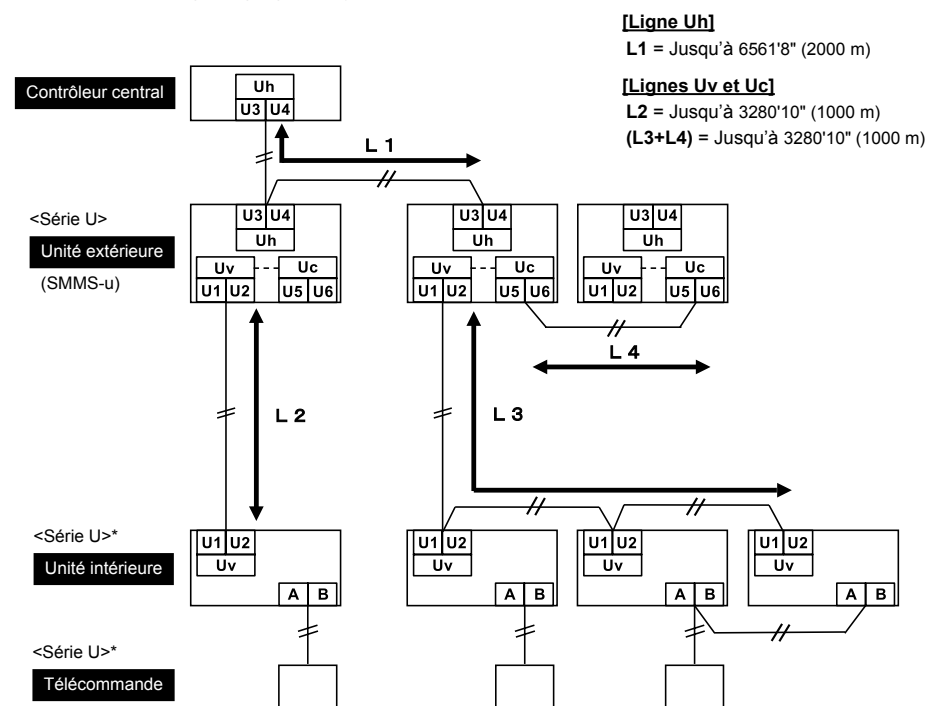 [Ligne Uh]
L1 = Jusqu'à 6561'8" (2000 m)
[Lignes Uv et Uc]
L2 = Jusqu'à 3280'10" (1000 m)
(L3+L4) = Jusqu'à 3280'10" (1000 m)
Contrôleur central
Uh
U3 U4
L 1
<Série U>
Unité extérieure
(SMMS-u)
U3 U4
Uh
Uv Uc
U1 U2 U5 U6
U3 U4
Uh
Uv Uc
U1 U2 U5 U6
U3 U4
Uh
Uv Uc
U1 U2 U5 U6
L 4
L 2
L 3
<Série U>*
Unité intérieure
U1 U2
Uv
A B
U1 U2
Uv
A B
U1 U2
Uv
A B
U1 U2
Uv
A B
<Série U>*
Télécommande